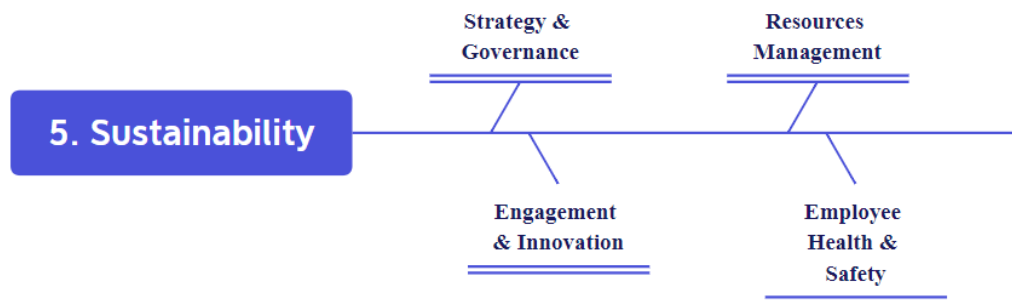 Strategy &
Governance
Resources
Management
5. Sustainability
Engagement
& Innovation
Employee
Health &
Safety